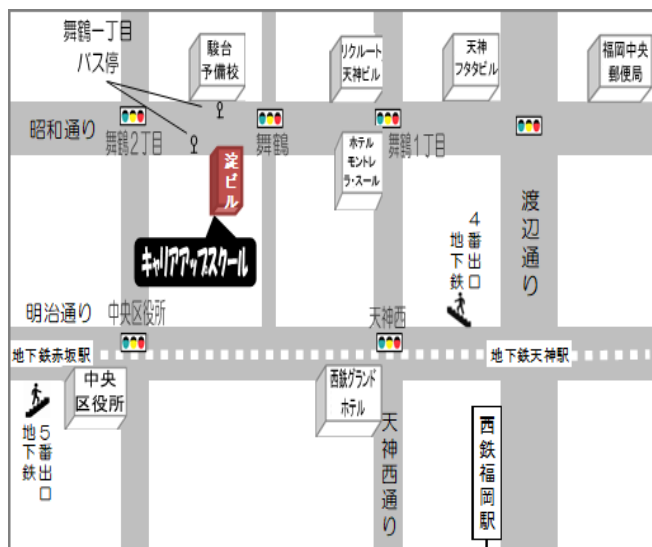 舞鶴一丁目
バス停
駿台
予備校
リクルート
天神ビル
天神
フタタビル
福岡中央
郵便局
昭和通り
舞鶴2丁目
舞鶴
舞鶴1丁目
淀ビル
ホテル
モントレ
ラ・スール
キャリアアップスクール
渡辺通り
4番出口
地下鉄
明治通り
中央区役所
天神西
地下鉄赤坂駅
地下鉄天神駅
中央
区役所
西鉄グランド
ホテル
5番出口
地下鉄
天神西通り
西鉄福岡駅